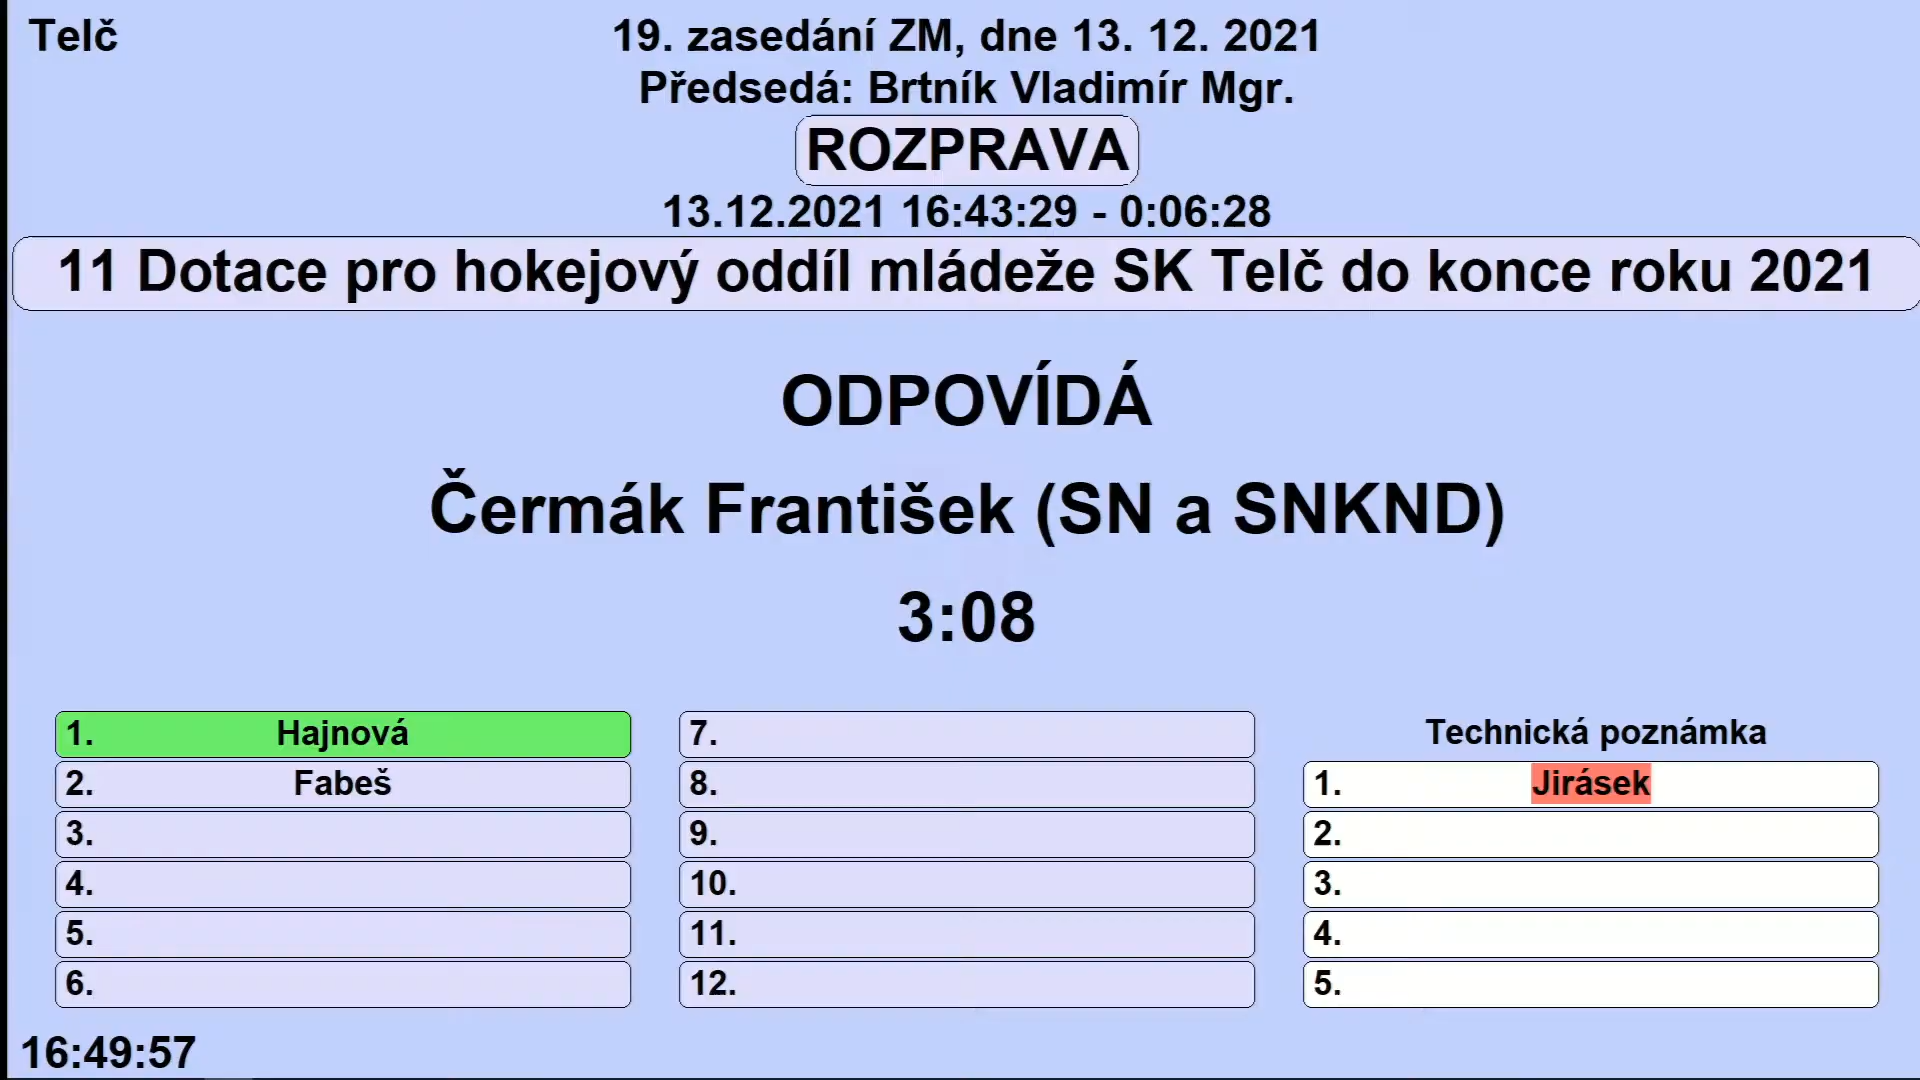 Telč
19. zasedání ZM, dne 13. 12. 2021
Předsedá: Brtník Vladimír Mgr.
ROZPRAVA
13.12.2021 16:43:29 - 0:06:28
11 Dotace pro hokejový oddíl mládeže SK Telč do konce roku 2021
ODPOVÍDÁ
Čermák František (SN a SNKND)
3:08
1. Hajnová
2. Fabeš
3.
4.
5.
6.
7.
8.
9.
10.
11.
12.
Technická poznámka
1. Jirásek
2.
3.
4.
5.
16:49:57